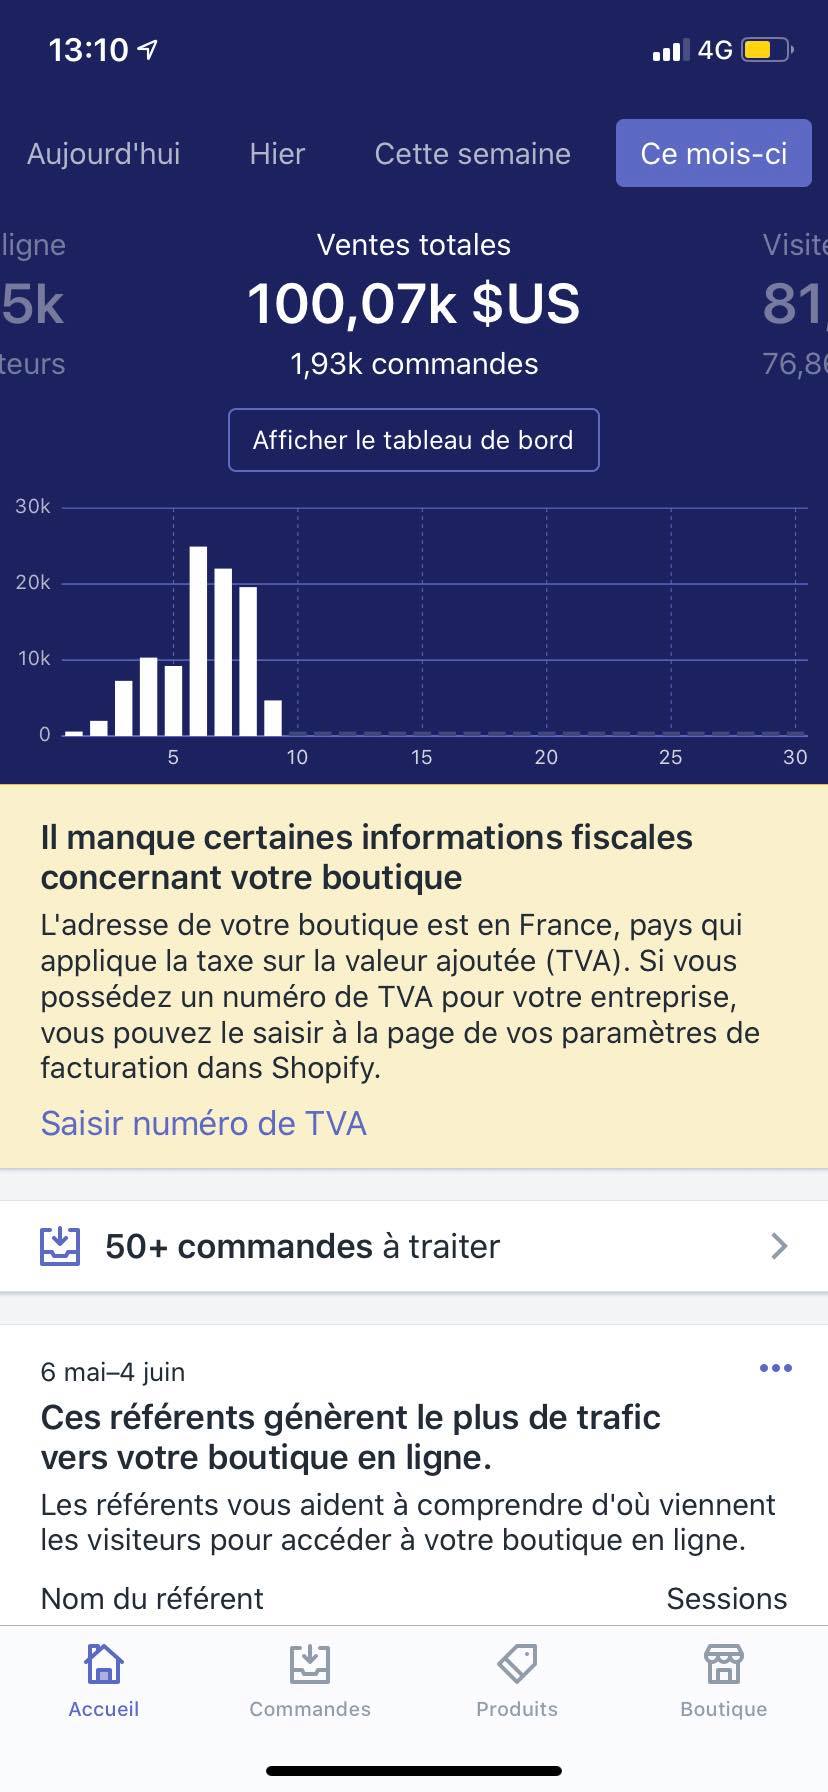 13:10
4G
Aujourd'hui Hier Cette semaine Ce mois-ci
ligne Ventes totales
5k 100,07k $US 81,
teurs 1,93k commandes 76,8
Afficher le tableau de bord
30k
20k
10k
0
5 10 15 20 25 30
Il manque certaines informations fiscales
concernant votre boutique
L'adresse de votre boutique est en France, pays qui
applique la taxe sur la valeur ajoutée (TVA). Si vous
possédez un numéro de TVA pour votre entreprise,
vous pouvez le saisir à la page de vos paramètres de
facturation dans Shopify.
Saisir numéro de TVA
50+ commandes à traiter
6 mai–4 juin
Ces référents génèrent le plus de trafic
vers votre boutique en ligne.
Les référents vous aident à comprendre d'où viennent
les visiteurs pour accéder à votre boutique en ligne.
Nom du référent Sessions
Accueil Commandes Produits Boutique